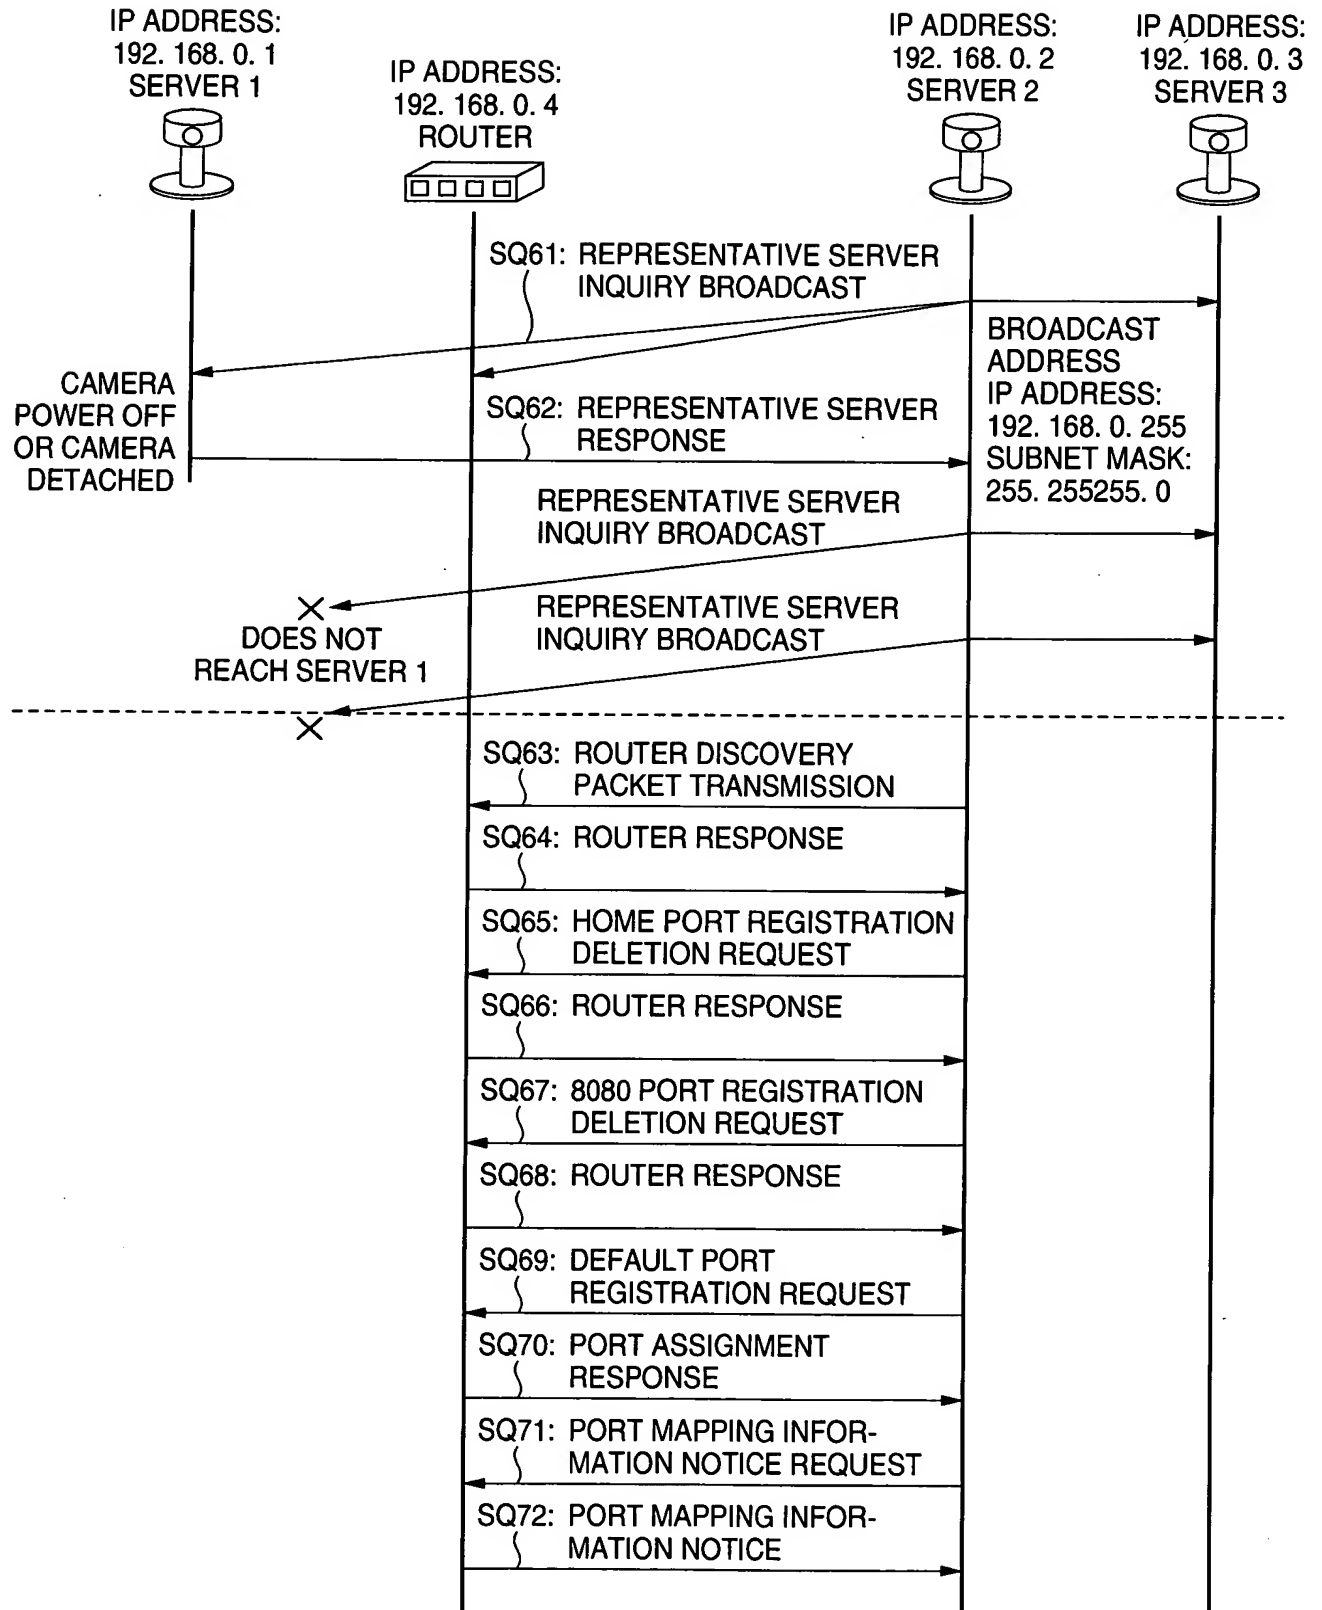 IP ADDRESS:
192. 168. 0. 1
SERVER 1
IP ADDRESS:
192. 168. 0. 4
ROUTER
IP ADDRESS:
192. 168. 0. 2
SERVER 2
IP ADDRESS:
192. 168. 0. 3
SERVER 3
SQ61: REPRESENTATIVE SERVER
INQUIRY BROADCAST
BROADCAST
ADDRESS
IP ADDRESS:
192. 168. 0. 255
SUBNET MASK:
255. 255255. 0
CAMERA
POWER OFF
OR CAMERA
DETACHED
SQ62: REPRESENTATIVE SERVER
RESPONSE
REPRESENTATIVE SERVER
INQUIRY BROADCAST
DOES NOT
REACH SERVER 1
REPRESENTATIVE SERVER
INQUIRY BROADCAST
SQ63: ROUTER DISCOVERY
PACKET TRANSMISSION
SQ64: ROUTER RESPONSE
SQ65: HOME PORT REGISTRATION
DELETION REQUEST
SQ66: ROUTER RESPONSE
SQ67: 8080 PORT REGISTRATION
DELETION REQUEST
SQ68: ROUTER RESPONSE
SQ69: DEFAULT PORT
REGISTRATION REQUEST
SQ70: PORT ASSIGNMENT
RESPONSE
SQ71: PORT MAPPING INFOR-
MATION NOTICE REQUEST
SQ72: PORT MAPPING INFOR-
MATION NOTICE